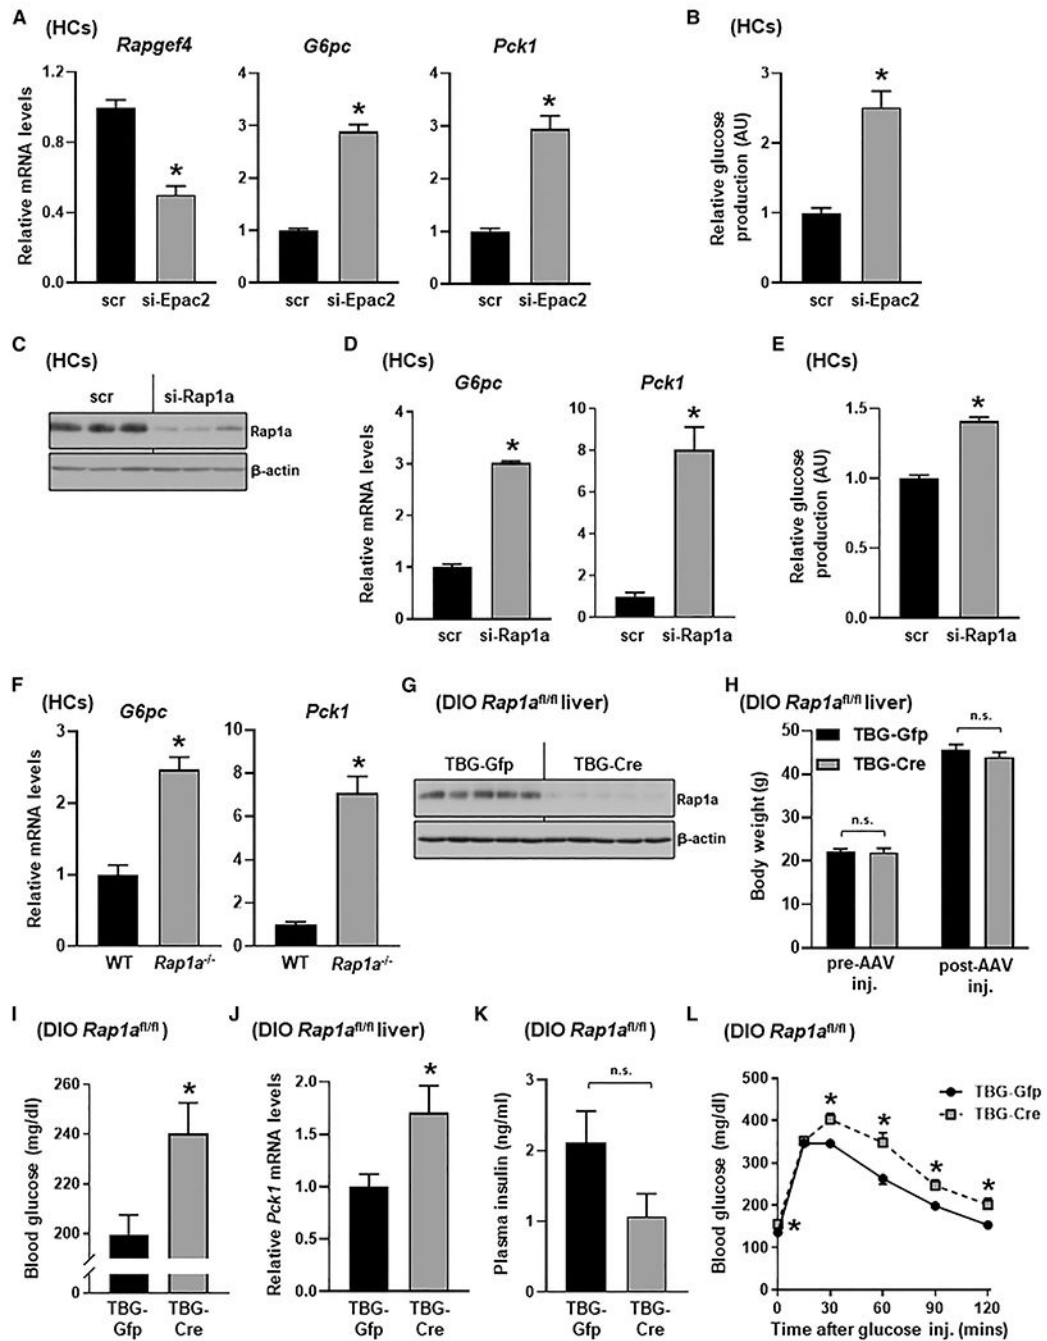 A (HCs)
Rapgef4
G6pc
Pck1
Relative mRNA levels
1.2
0.8
0.4
0.0
scr si-Epac2
4
3
2
1
0
scr si-Epac2
4
3
2
1
0
scr si-Epac2
B (HCs)
Relative glucose
production (AU)
3
2
1
0
scr si-Epac2
*
*
*
*
C (HCs)
scr si-Rap1a
Rap1a
β-actin
D (HCs)
G6pc
Pck1
Relative mRNA levels
4
3
2
1
0
scr si-Rap1a
10
8
6
4
2
0
scr si-Rap1a
*
*
E (HCs)
Relative glucose
production (AU)
1.5
1.0
0.5
0.0
scr si-Rap1a
*
F (HCs)
G6pc
Pck1
Relative mRNA levels
3
2
1
0
WT Rap1a-/-
10
8
6
4
2
0
WT Rap1a-/-
*
*
G (DIO Rap1afl/fl liver)
TBG-Gfp TBG-Cre
Rap1a
β-actin
H (DIO Rap1afl/fl liver)
TBG-Gfp
TBG-Cre
Body weight (g)
50
40
30
20
10
0
n.s.
n.s.
pre-AAV
inj.
post-AAV
inj.
I (DIO Rap1afl/fl)
Blood glucose (mg/dl)
260
240
220
200
0
*
TBG-
Gfp
TBG-
Cre
J (DIO Rap1afl/fl liver)
Relative Pck1 mRNA levels
2.0
1.5
1.0
0.5
0.0
*
TBG-
Gfp
TBG-
Cre
K (DIO Rap1afl/fl)
Plasma insulin (ng/ml)
3
2
1
0
n.s.
TBG-
Gfp
TBG-
Cre
L (DIO Rap1afl/fl)
TBG-Gfp
TBG-Cre
Blood glucose (mg/dl)
500
400
300
200
100
0
*
*
*
*
*
0 30 60 90 120
Time after glucose inj. (mins)